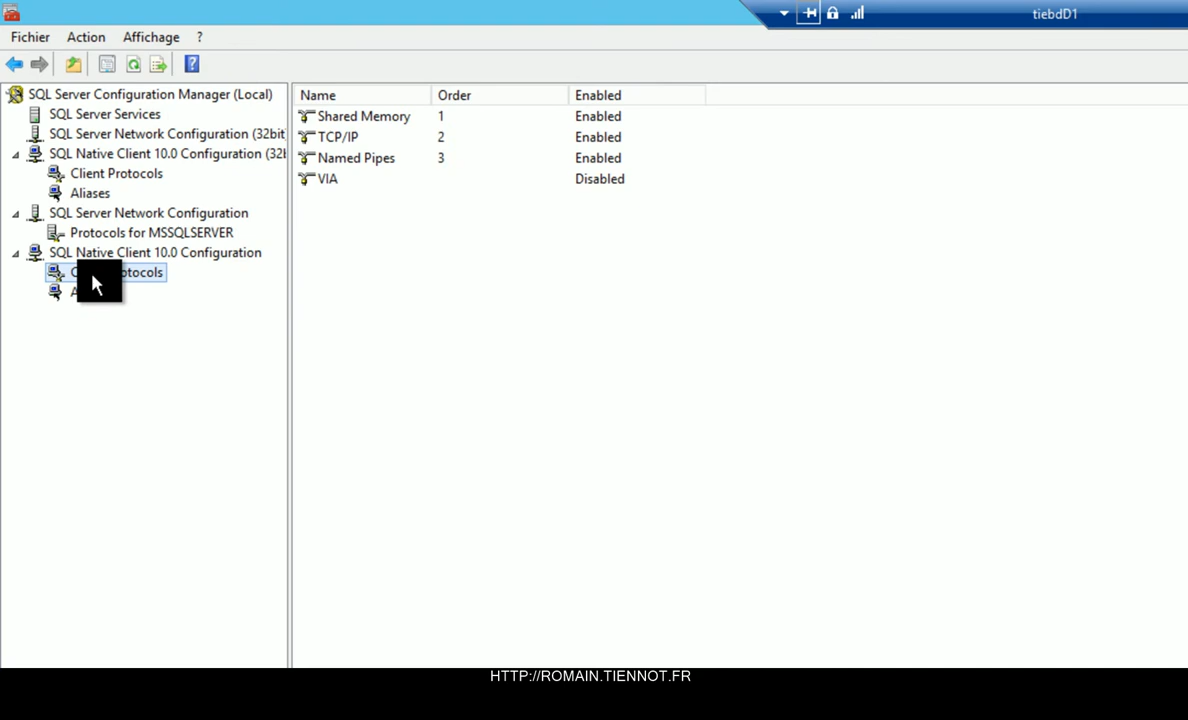 tiebdD1
Fichier Action Affichage ?
SQL Server Configuration Manager (Local)
SQL Server Services
SQL Server Network Configuration (32bit
SQL Native Client 10.0 Configuration (32b
Client Protocols
Aliases
SQL Server Network Configuration
Protocols for MSSQLSERVER
SQL Native Client 10.0 Configuration
Name Order Enabled
Shared Memory 1 Enabled
TCP/IP 2 Enabled
Named Pipes 3 Enabled
VIA Disabled
HTTP://ROMAIN.TIENNOT.FR